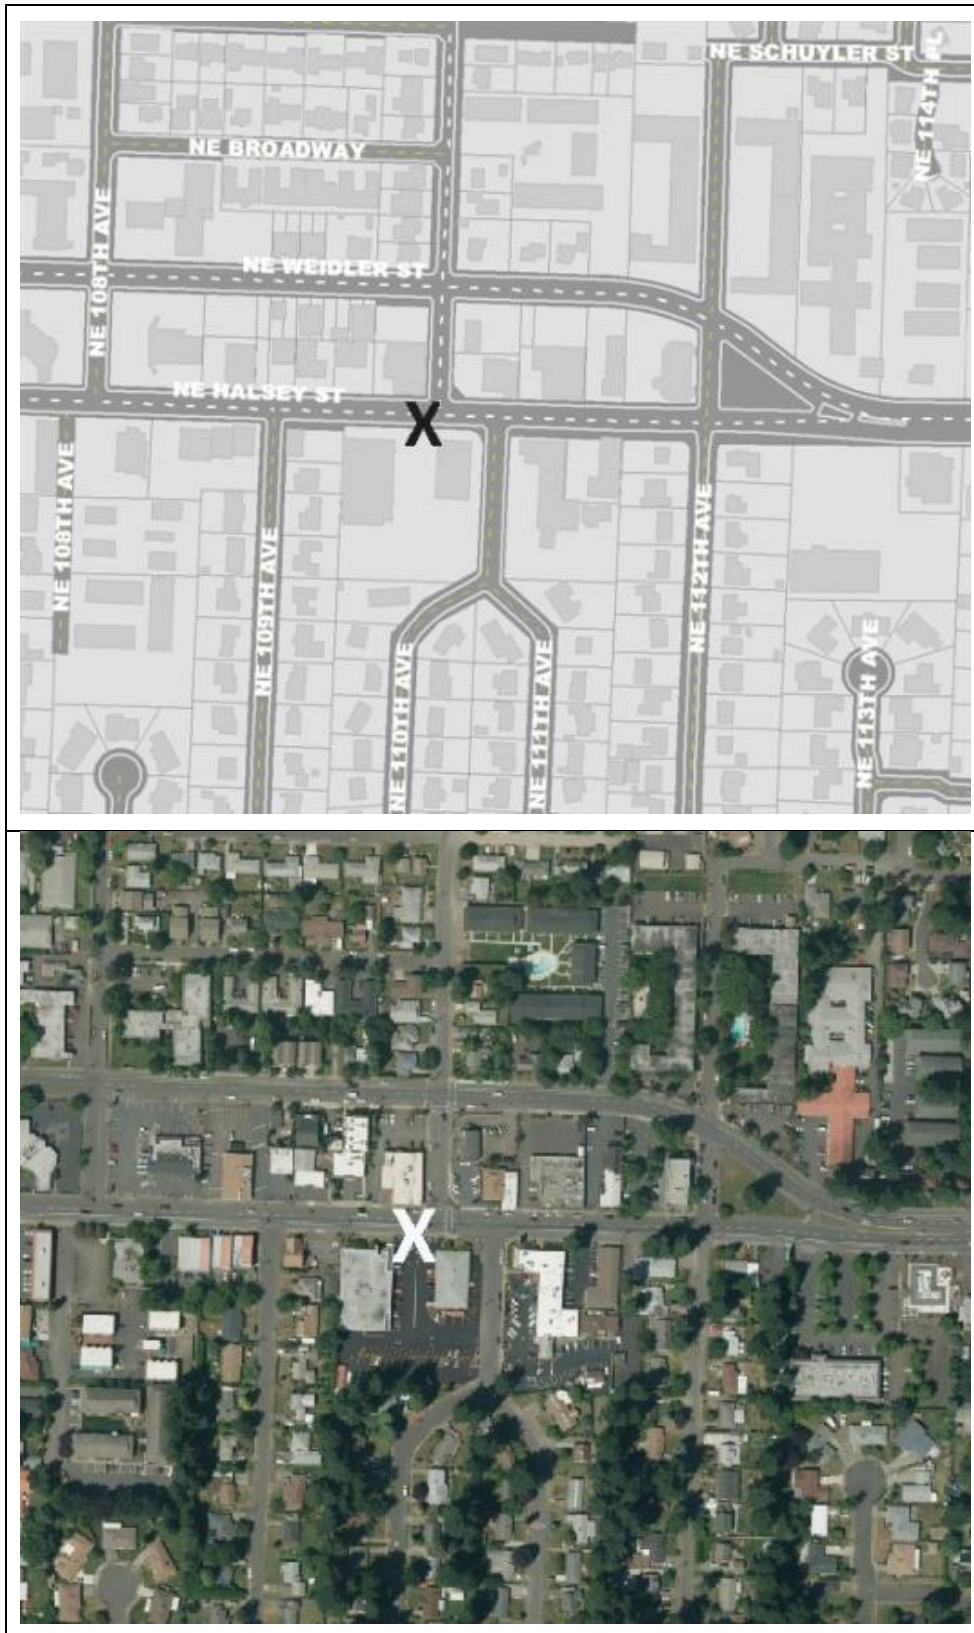 NE SCHUYLER ST
NE 114TH PL
NE BROADWAY
NE 108TH AVE
NE WEIDLER ST
NE HALSEY ST
X
NE 108TH AVE
NE 109TH AVE
NE 112TH AVE
NE 110TH AVE
NE 111TH AVE
NE 113TH AVE
X